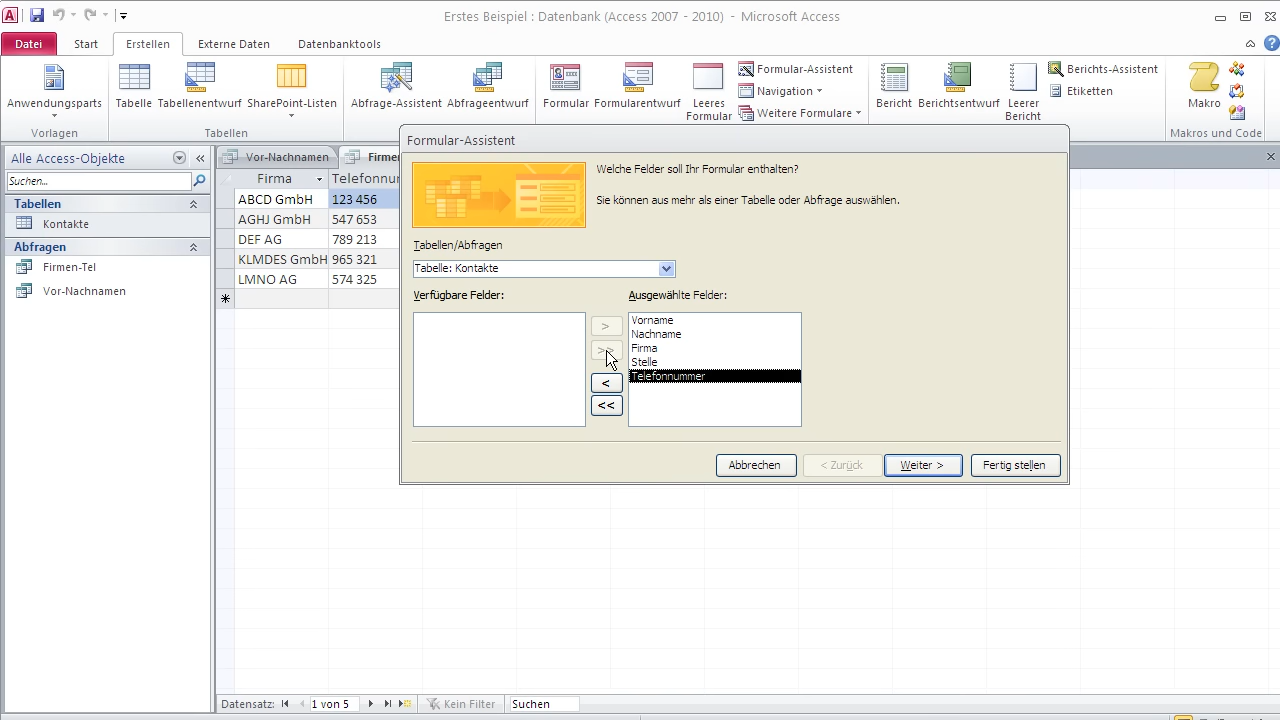 Erstes Beispiel : Datenbank (Access 2007 - 2010) - Microsoft Access
Datei Start Erstellen Externe Daten Datenbanktools
Anwendungsparts Tabelle Tabellenentwurf SharePoint-Listen Abfrage-Assistent Abfrageentwurf Formular Formularentwurf Leeres Formular Formular-Assistent Navigation Weitere Formulare Bericht Berichtsentwurf Leerer Bericht Berichts-Assistent Etiketten Makro
Vorlagen Tabellen Makros und Code
Alle Access-Objekte
Suchen...
Tabellen
Kontakte
Abfragen
Firmen-Tel
Vor-Nachnamen
Vor-Nachnamen
Firma
ABCD GmbH 123 456
AGHJ GmbH 547 653
DEF AG 789 213
KLMDES GmbH 965 321
LMNO AG 574 325
Formular-Assistent
Welche Felder soll Ihr Formular enthalten?
Sie können aus mehr als einer Tabelle oder Abfrage auswählen.
Tabellen/Abfragen
Tabelle: Kontakte
Verfügbare Felder: Ausgewählte Felder:
Vorname
Nachname
Firma
Stelle
Telefonnummer
>
>>
<
<<
Abbrechen < Zurück Weiter > Fertig stellen
Datensatz: 1 von 5 Kein Filter Suchen